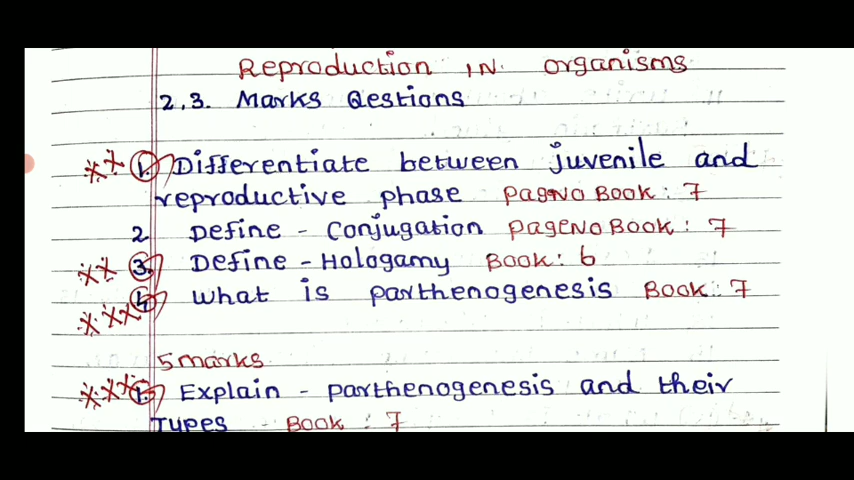 Reproduction IN organisms
2.3. Marks Qestions
** 1. Differentiate between juvenile and
reproductive phase PageNO BOOK: 7
2 Define - Conjugation PageNO BOOK: 7
** 3. Define - Hologamy BOOK: 6
*** 4. What is parthenogenesis BOOK: 7
5 marks
*** 1. Explain - parthenogenesis and their
Types - BOOK: 7